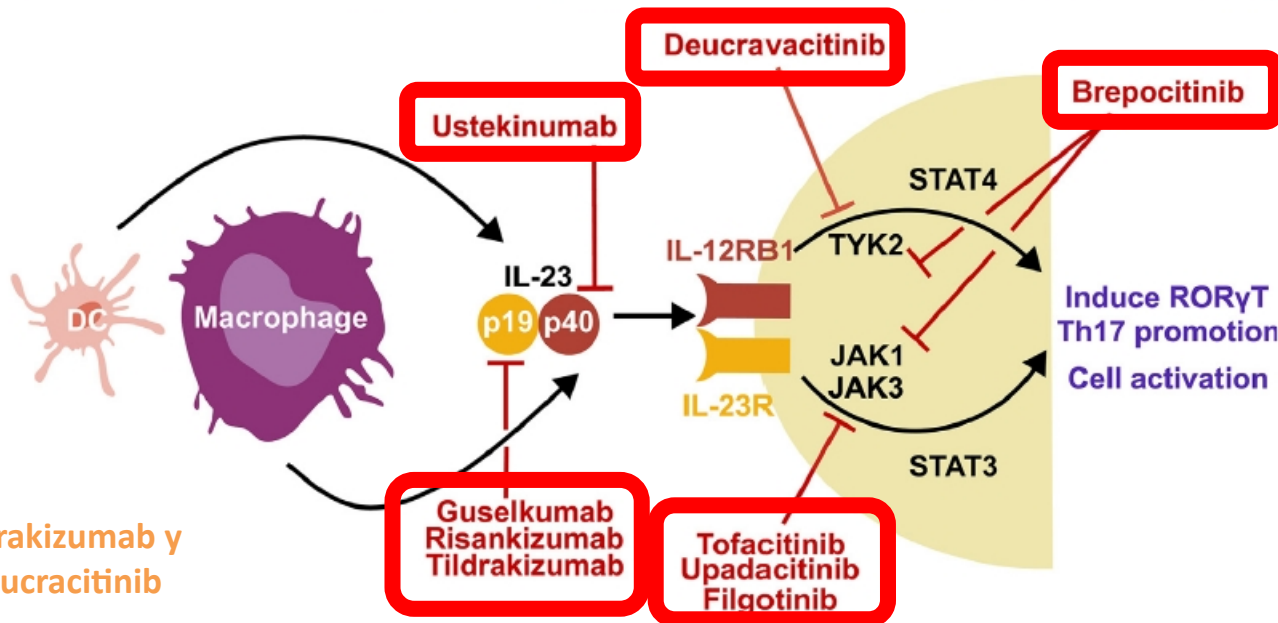 Deucravacitinib
Brepocitinib
Ustekinumab
STAT4
IL-12RB1
TYK2
IL-23
DC
Macrophage
p19
p40
Induce RORγT
Th17 promotion
Cell activation
JAK1
JAK3
IL-23R
STAT3
Guselkumab
Risankizumab
Tildrakizumab
Tofacitinib
Upadacitinib
Filgotinib
rakizumab y
ucracitinib